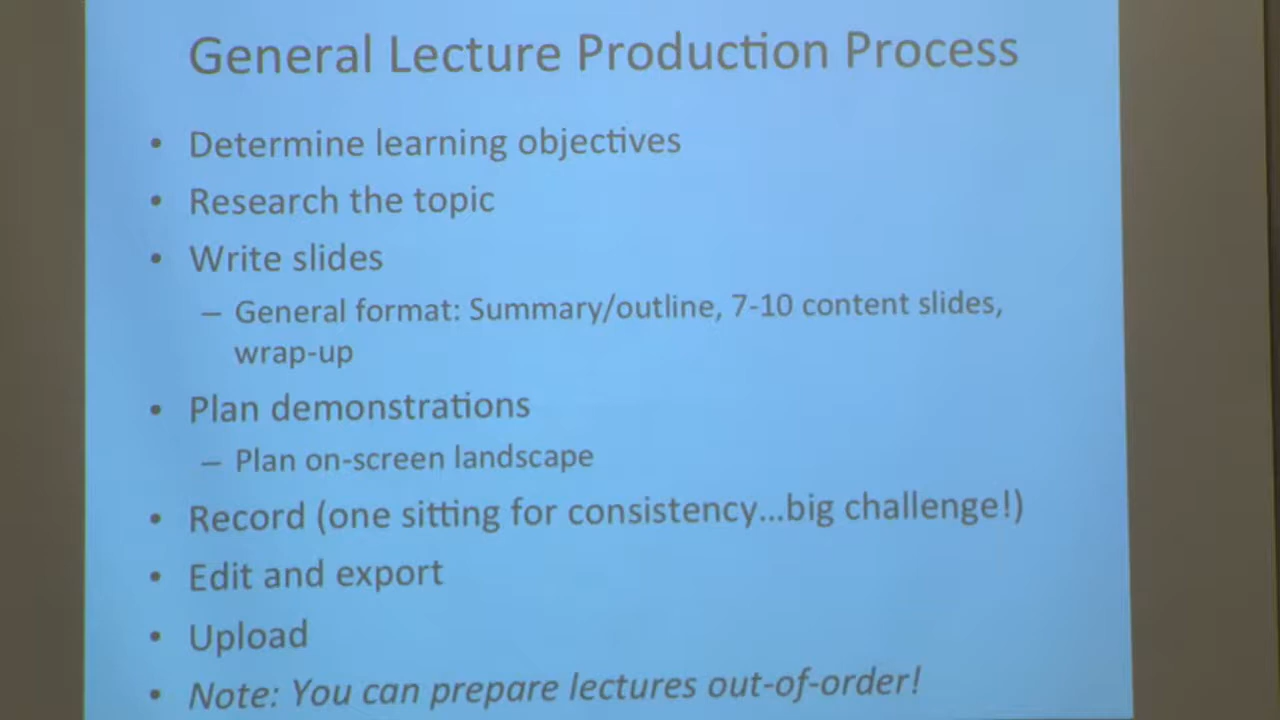 General Lecture Production Process
• Determine learning objectives
• Research the topic
• Write slides
– General format: Summary/outline, 7-10 content slides,
wrap-up
• Plan demonstrations
– Plan on-screen landscape
• Record (one sitting for consistency...big challenge!)
• Edit and export
• Upload
• Note: You can prepare lectures out-of-order!